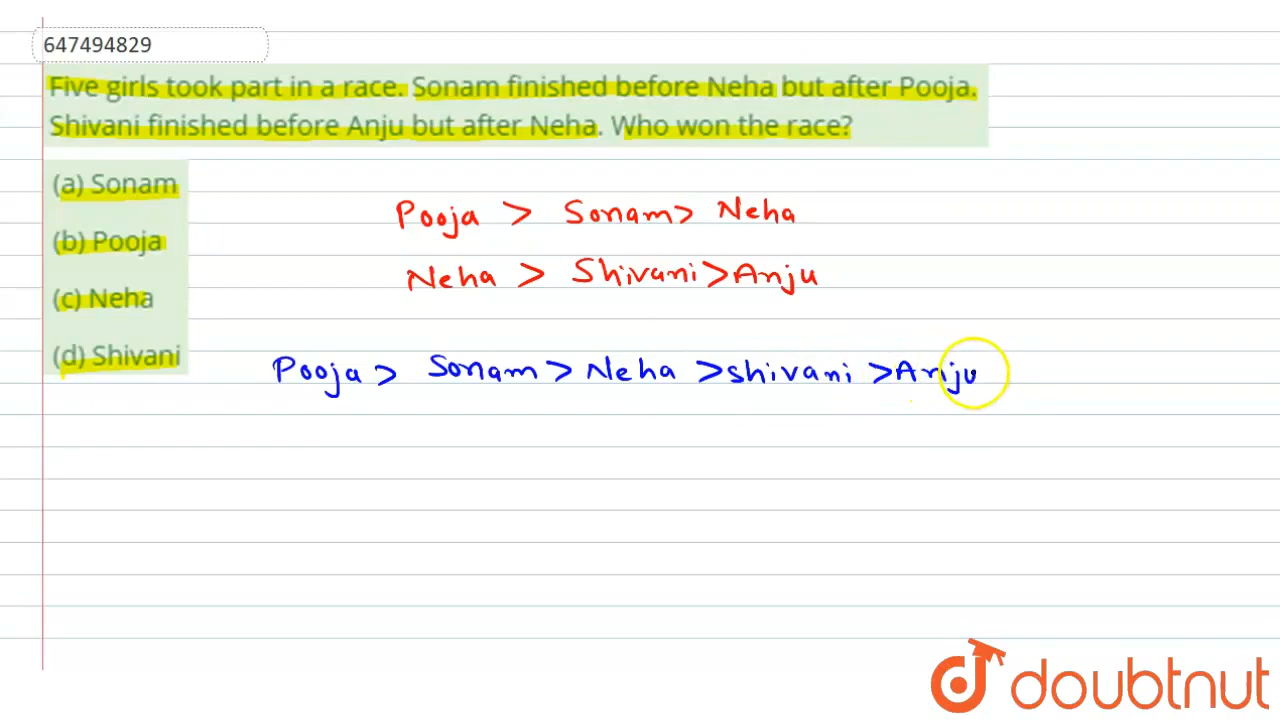 647494829
Five girls took part in a race. Sonam finished before Neha but after Pooja.
Shivani finished before Anju but after Neha. Who won the race?
(a) Sonam
(b) Pooja
(c) Neha
(d) Shivani
Pooja > Sonam > Neha
Neha > Shivani > Anju
Pooja > Sonam > Neha > shivani > Anju
doubtnut